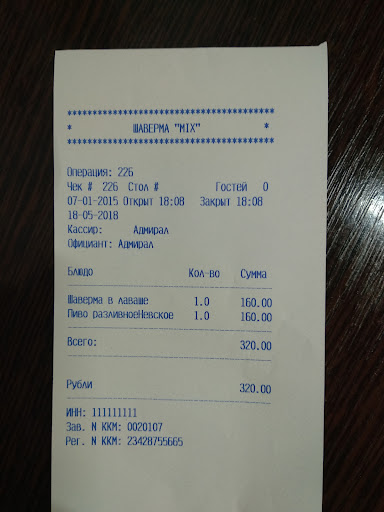 *****************************************
* ШАВЕРМА "MIX" *
*****************************************
Операция: 226
Чек # 226 Стол # Гостей 0
07-01-2015 Открыт 18:08 Закрыт 18:08
18-05-2018
Кассир: Адмирал
Официант: Адмирал
Блюдо Кол-во Сумма
Шаверма в лаваше 1.0 160.00
Пиво разливноеНевское 1.0 160.00
Всего: 320.00
Рубли 320.00
ИНН: 111111111
Зав. N ККМ: 0020107
Рег. N ККМ: 23428755665